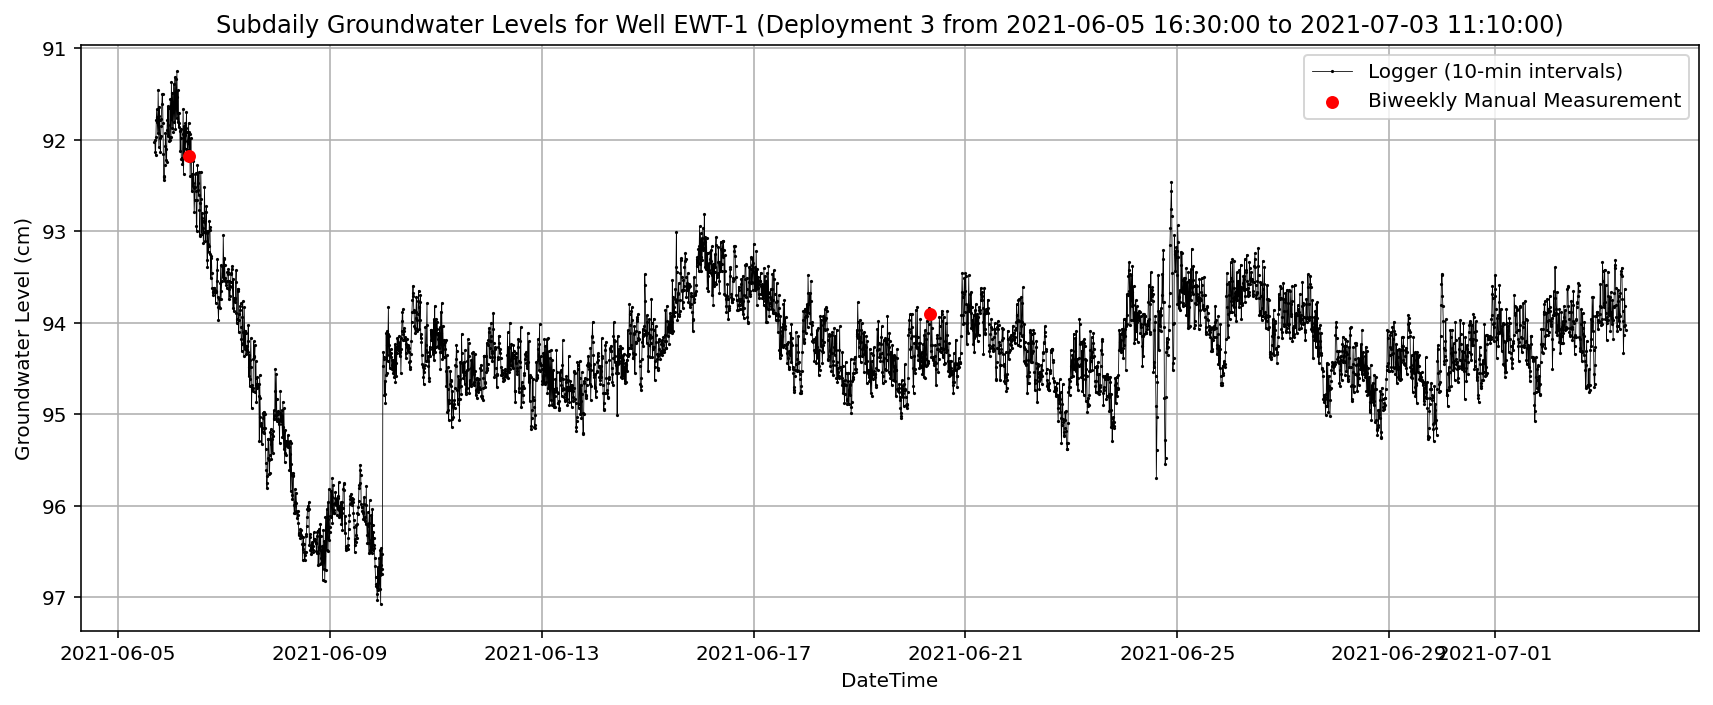 Subdaily Groundwater Levels for Well EWT-1 (Deployment 3 from 2021-06-05 16:30:00 to 2021-07-03 11:10:00)
Logger (10-min intervals)
Biweekly Manual Measurement
Groundwater Level (cm)
91
92
93
94
95
96
97
2021-06-05 2021-06-09 2021-06-13 2021-06-17 2021-06-21 2021-06-25 2021-06-29 2021-07-01
DateTime